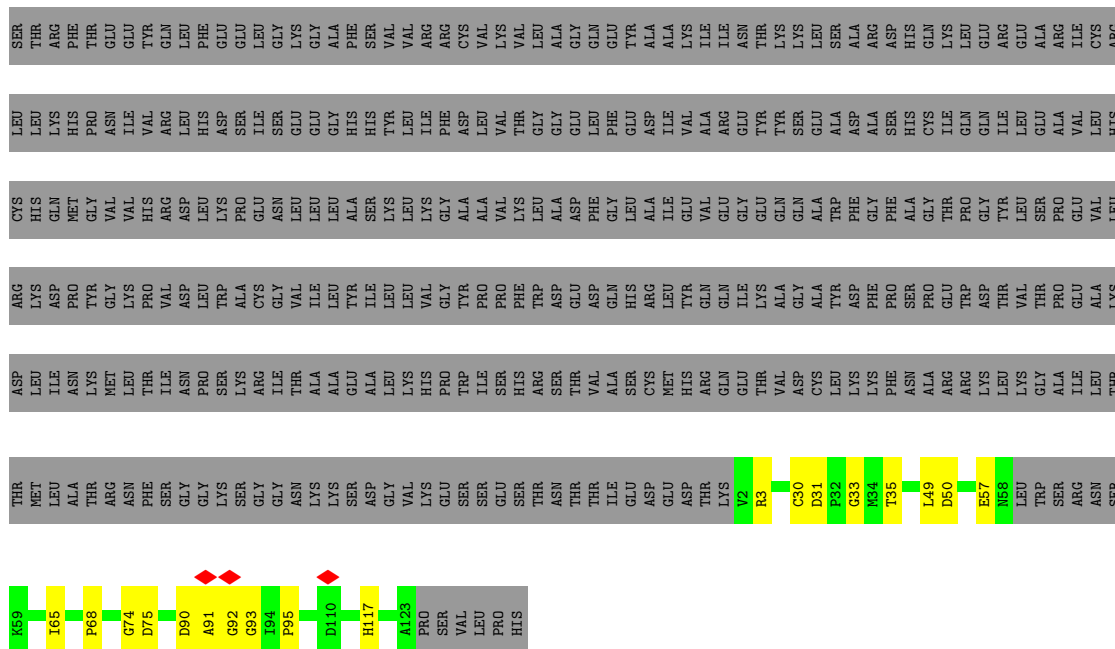 SER THR ARG PHE THR GLU GLU TYR GLN LEU PHE GLU GLU LEU GLY LYS GLY ALA PHE SER VAL VAL ARG ARG CYS VAL LYS VAL LEU ALA GLY GLN GLU TYR ALA ALA LYS ILE ILE ASN THR LYS LYS LEU SER ALA ARG ASP HIS GLN LYS LEU GLU ARG GLU ALA ARG ILE CYS ARG
LEU LEU LYS HIS PRO ASN ILE VAL ARG LEU HIS ASP SER ILE SER GLU GLU GLY HIS HIS TYR LEU ILE PHE ASP LEU VAL THR GLY GLY GLU LEU PHE GLU ASP ILE VAL ALA ARG GLU TYR TYR SER GLU ALA ASP ALA SER HIS CYS ILE GLN GLN ILE LEU GLU ALA VAL LEU HIS
CYS HIS GLN MET GLY VAL VAL HIS ARG ASP LEU LYS PRO GLU ASN LEU LEU LEU ALA SER LYS LEU LYS GLY ALA ALA VAL LYS LEU ALA ASP PHE GLY LEU ALA ILE GLU VAL GLU GLY GLU GLN GLN ALA TRP PHE GLY PHE ALA GLY THR PRO GLY TYR LEU SER PRO GLU VAL LEU
ARG LYS ASP PRO TYR GLY LYS PRO VAL ASP LEU TRP ALA CYS GLY VAL ILE LEU TYR ILE LEU LEU VAL GLY TYR PRO PRO PHE TRP ASP GLU ASP GLN HIS ARG LEU TYR GLN GLN ILE LYS ALA GLY ALA TYR ASP PHE PRO SER PRO GLU TRP ASP THR VAL THR PRO GLU ALA LYS
ASP LEU ILE ASN LYS MET LEU THR ILE ASN PRO SER LYS ARG ILE THR ALA ALA GLU ALA LEU LYS HIS PRO TRP ILE SER HIS ARG SER THR VAL ALA SER CYS MET HIS ARG GLN GLU THR VAL ASP CYS LEU LYS LYS PHE ASN ALA ARG ARG LYS LEU LYS GLY ALA ILE LEU THR
THR MET LEU ALA THR ARG ASN PHE SER GLY GLY LYS SER GLY GLY ASN LYS LYS SER ASP GLY VAL LYS GLU SER SER GLU SER THR ASN THR THR ILE GLU ASP GLU ASP THR LYS V2 R3 C30 D31 P32 G33 M34 T35 L49 D50 E57 N58 LEU TRP SER ARG ASN SER
K59 I65 P68 G74 D75 D90 A91 G92 G93 I94 P95 D110 H117 A123 PRO SER VAL LEU PRO HIS